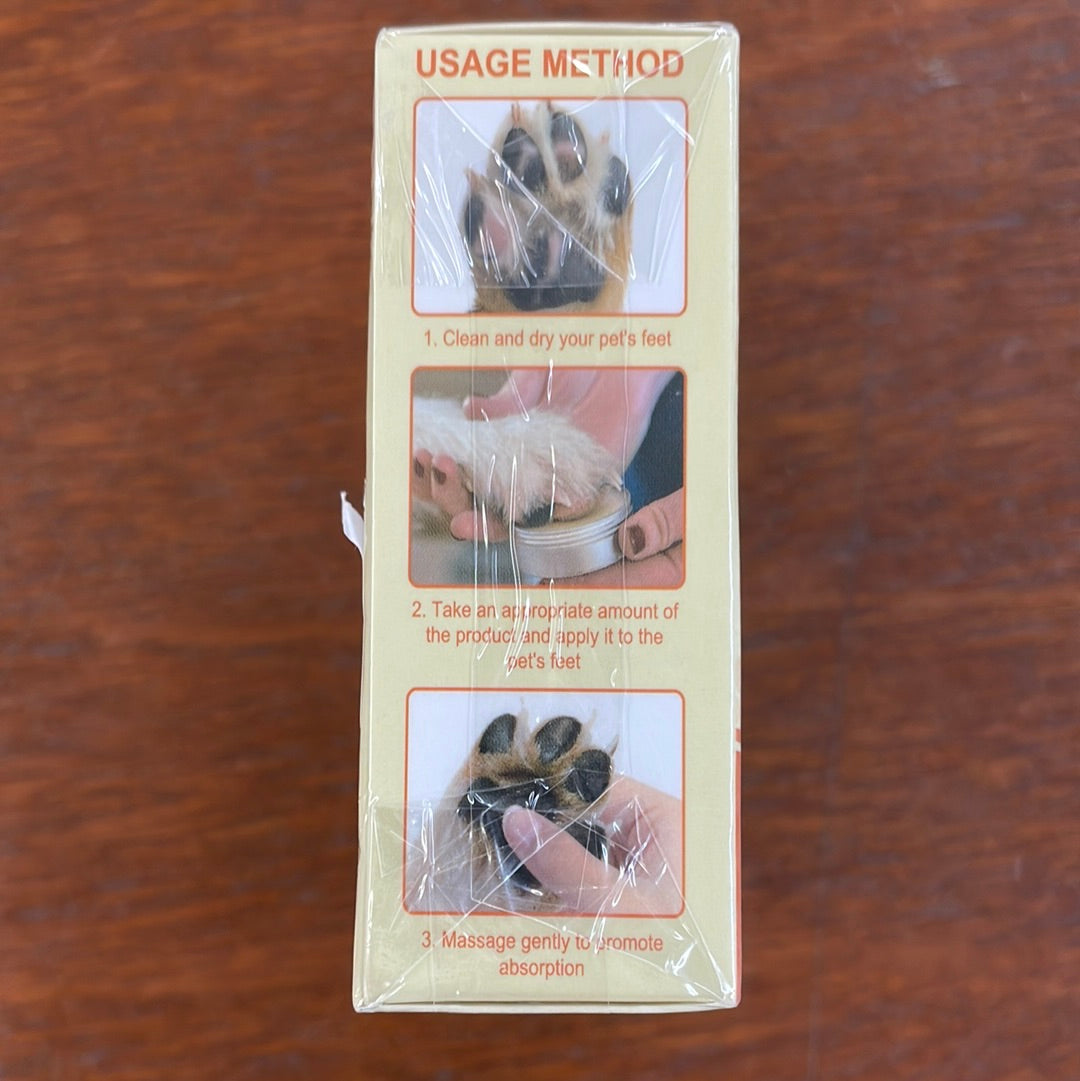 USAGE METHOD
1. Clean and dry your pet's feet
2. Take an appropriate amount of
the product and apply it to the
pet's feet
3. Massage gently to promote
absorption